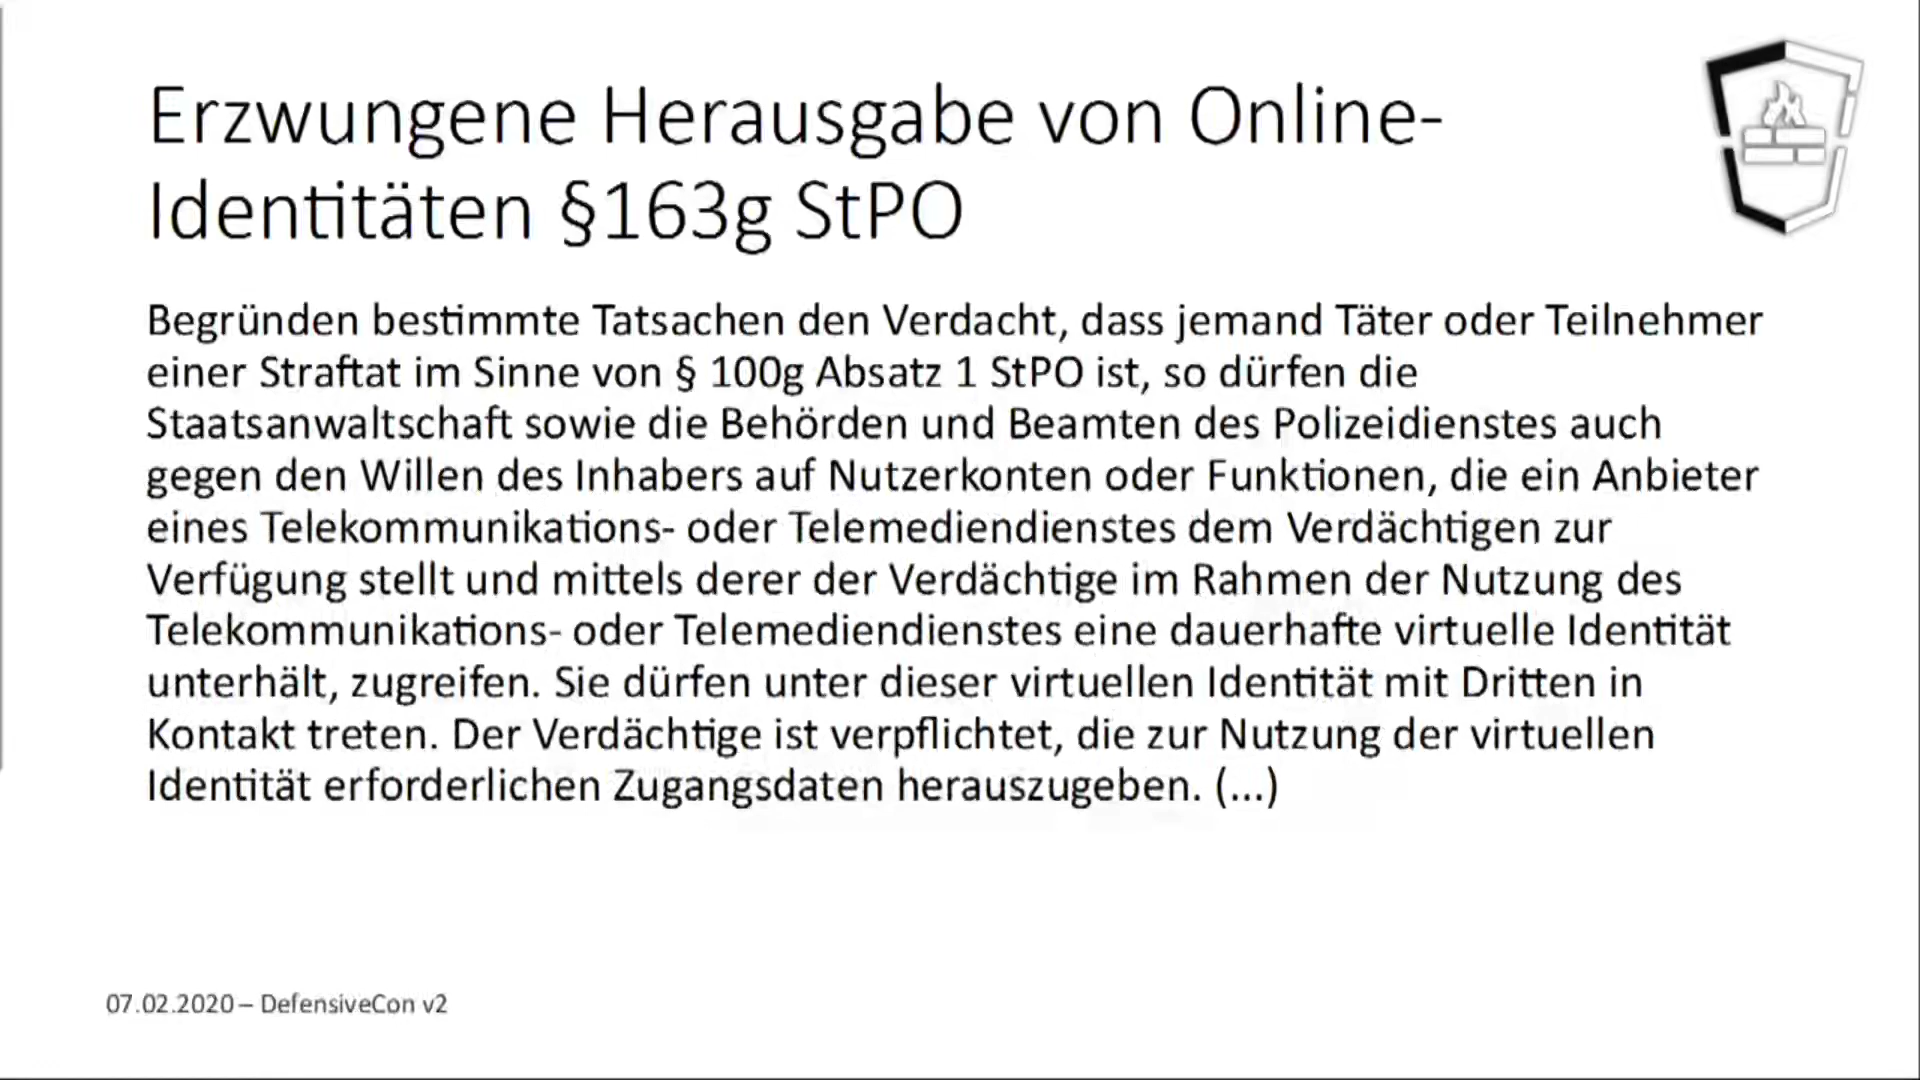 Erzwungene Herausgabe von Online-
Identitäten §163g StPO
Begründen bestimmte Tatsachen den Verdacht, dass jemand Täter oder Teilnehmer
einer Straftat im Sinne von § 100g Absatz 1 StPO ist, so dürfen die
Staatsanwaltschaft sowie die Behörden und Beamten des Polizeidienstes auch
gegen den Willen des Inhabers auf Nutzerkonten oder Funktionen, die ein Anbieter
eines Telekommunikations- oder Telemediendienstes dem Verdächtigen zur
Verfügung stellt und mittels derer der Verdächtige im Rahmen der Nutzung des
Telekommunikations- oder Telemediendienstes eine dauerhafte virtuelle Identität
unterhält, zugreifen. Sie dürfen unter dieser virtuellen Identität mit Dritten in
Kontakt treten. Der Verdächtige ist verpflichtet, die zur Nutzung der virtuellen
Identität erforderlichen Zugangsdaten herauszugeben. (...)
07.02.2020 – DefensiveCon v2